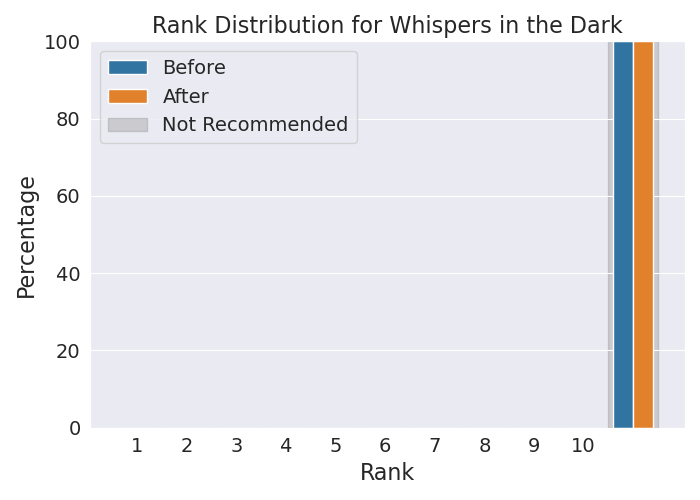 Rank Distribution for Whispers in the Dark
100
80
60
40
20
0
Percentage
Before
After
Not Recommended
1 2 3 4 5 6 7 8 9 10
Rank